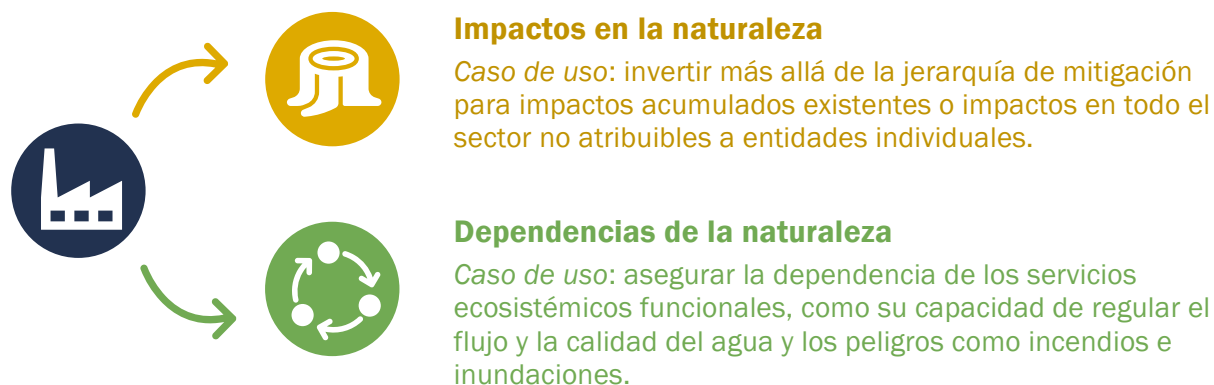 Impactos en la naturaleza
Caso de uso: invertir más allá de la jerarquía de mitigación
para impactos acumulados existentes o impactos en todo el
sector no atribuibles a entidades individuales.
Dependencias de la naturaleza
Caso de uso: asegurar la dependencia de los servicios
ecosistémicos funcionales, como su capacidad de regular el
flujo y la calidad del agua y los peligros como incendios e
inundaciones.